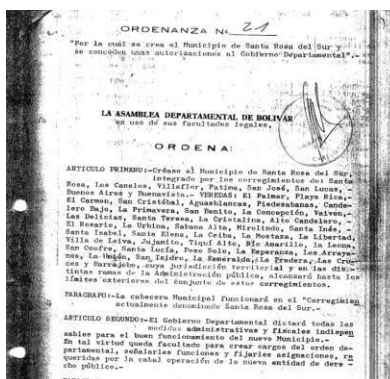 ORDENANZA No. 21
"Por la cuál se crea el Municipio de Santa Rosa del Sur y
se conceden unas autorizaciones al Gobierno Departamental".-
LA ASAMBLEA DEPARTAMENTAL DE BOLIVAR
en uso de sus facultades legales,
ORDENA:
ARTICULO PRIMERO:-Créase el Municipio de Santa Rosa del Sur,
integrado por los corregimientos de: Santa
Rosa, Los Canelos, Villaflor, Fatima, San José, San Lucas,
Buenos Aires y Buenavista.- VEREDAS: El Palmar, Playa Rica,
El Carmen, San Cristóbal, Aguasblancas, Piedesabanas, Cande-
lero Bajo, La Primavera, San Benito, La Concepción, Vaiven,-
Las Delicias, Santa Teresa, La Cristalina, Alto Candelero,
El Rosario, La Urbina, Sabana Alta, Mirolindo, Santa Inés,
Santa Isabel, Santa Elena, La Ceiba, La Mostaza, La Libertad,
Villa de Leiva, Jujamito, Tiqui Alto, Río Amarillo, la
San Onofre, Santa Lucía, Pozo Solo, La Esperanza, Los Arraya-
nes, La Unión, San Isidro, La Esmeralda, La Pradera, Las Cru-
ces y cuya jurisdicción territorial y en las dis-
tintas ramas de la Administración pública, alcanzará hasta los
límites exteriores del conjunto de estos corregimientos.
PARAGRAFO:-La cabecera Municipal funcionará en el "Corregimien
actualmente denominado Santa Rosa del Sur.-
ARTICULO SEGUNDO:-El Gobierno Departamental dictará todas las
medidas administrativas y fiscales indispen
sables para el buen funcionamiento del nuevo Municipio.-
En tal virtud queda facultado para crear cargos del orden de-
partamental, señalarles funciones y fijarles asignaciones, re
queridas por la cabal operación de la nueva entidad de dere-
cho público.-